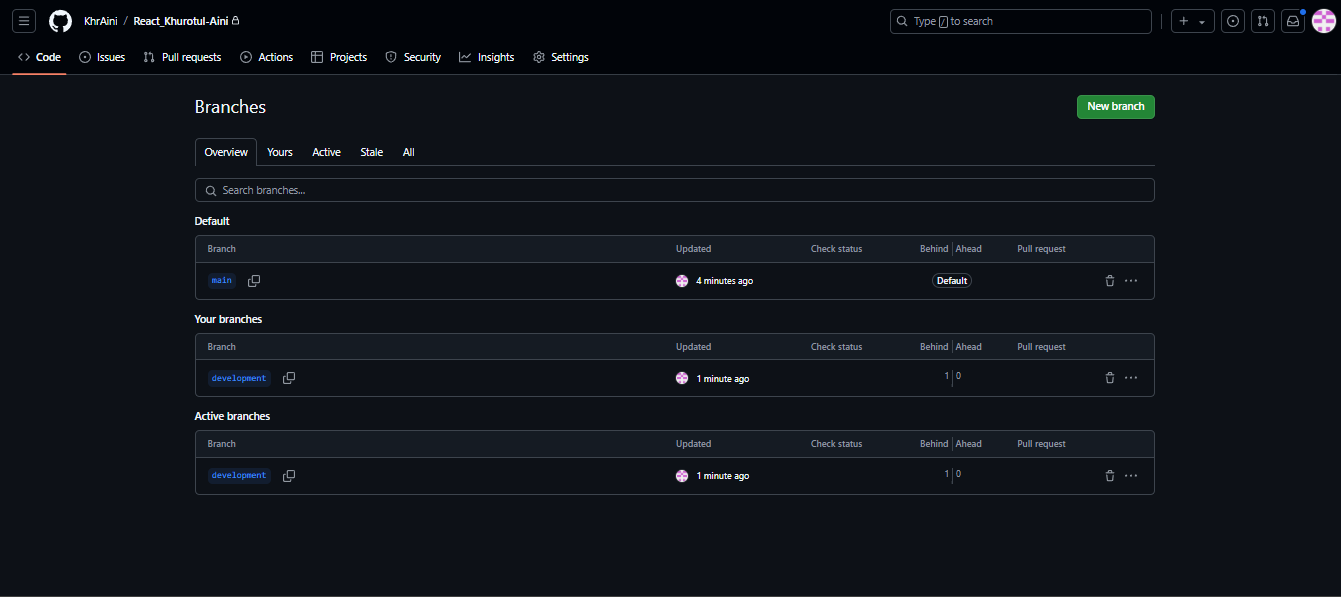 KhrAini / React_Khurotul-Aini
Type / to search
Code Issues Pull requests Actions Projects Security Insights Settings
Branches
New branch
Overview Yours Active Stale All
Search branches...
Default
Branch Updated Check status Behind Ahead Pull request
main 4 minutes ago Default
Your branches
Branch Updated Check status Behind Ahead Pull request
development 1 minute ago 1 0
Active branches
Branch Updated Check status Behind Ahead Pull request
development 1 minute ago 1 0